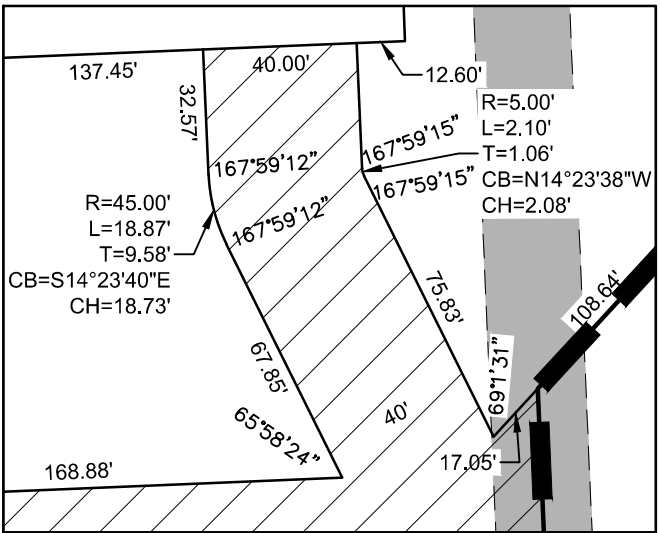 137.45'
40.00'
12.60'
32.57'
R=5.00'
L=2.10'
T=1.06'
CB=N14°23'38"W
CH=2.08'
167°59'15"
167°59'15"
167°59'12"
R=45.00'
L=18.87'
T=9.58'
CB=S14°23'40"E
CH=18.73'
167°59'12"
75.83'
108.64'
67.85'
69°1'31"
65°58'24"
40'
17.05'
168.88'